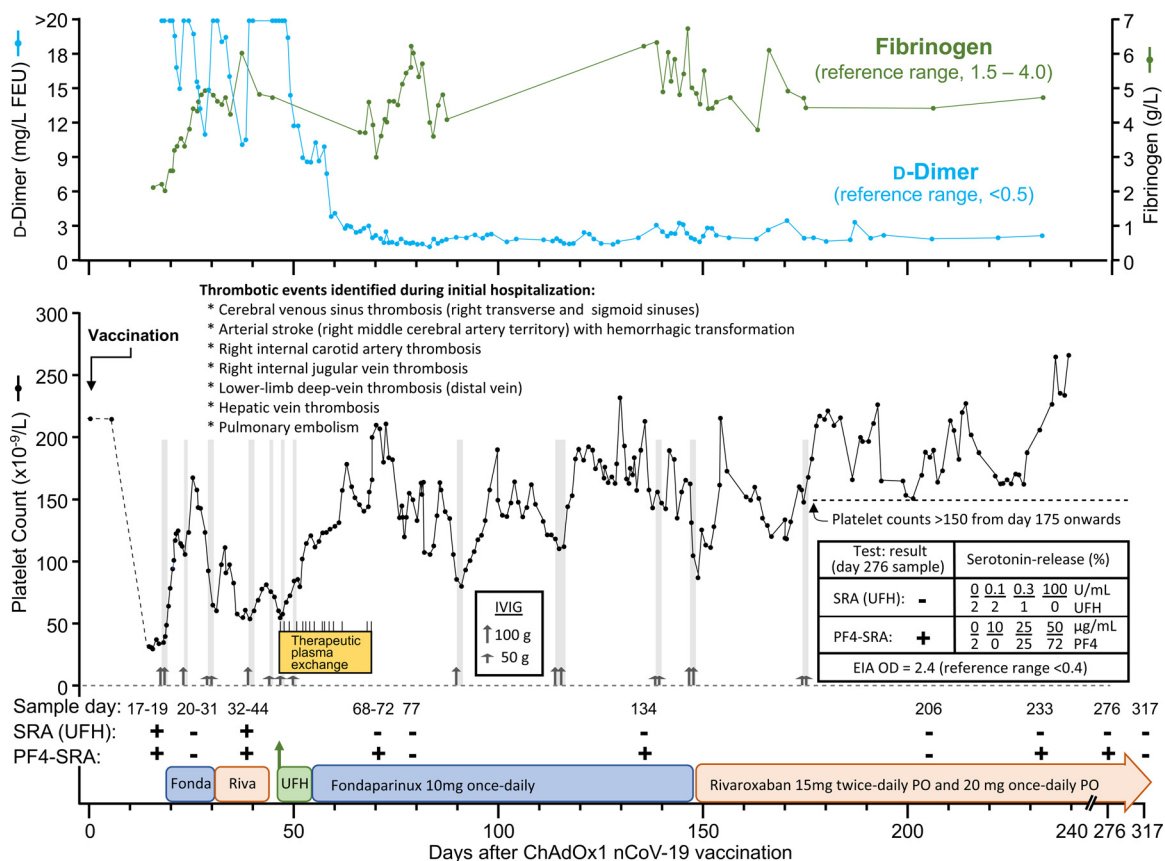 >20
18
15
12
9
6
3
0
D-Dimer (mg/L FEU)
7
6
5
4
3
2
1
0
Fibrinogen (g/L)
Fibrinogen
(reference range, 1.5 – 4.0)
D-Dimer
(reference range, <0.5)
Thrombotic events identified during initial hospitalization:
* Cerebral venous sinus thrombosis (right transverse and sigmoid sinuses)
* Arterial stroke (right middle cerebral artery territory) with hemorrhagic transformation
* Right internal carotid artery thrombosis
* Right internal jugular vein thrombosis
* Lower-limb deep-vein thrombosis (distal vein)
* Hepatic vein thrombosis
* Pulmonary embolism
Vaccination
300
250
200
150
100
50
0
Platelet Count (x10⁻⁹/L)
Platelet counts >150 from day 175 onwards
IVIG
100 g
50 g
Therapeutic
plasma
exchange
Test: result
(day 276 sample)
Serotonin-release (%)
SRA (UFH): -
0 0.1 0.3 100 U/mL
2 2 1 0 UFH
PF4-SRA: +
0 10 25 50 µg/mL
2 0 25 72 PF4
EIA OD = 2.4 (reference range <0.4)
Sample day: 17-19 20-31 32-44 68-72 77 134 206 233 276 317
SRA (UFH): + - + - - - - - - -
PF4-SRA: + - + + - + - + + -
Fonda Riva UFH Fondaparinux 10mg once-daily Rivaroxaban 15mg twice-daily PO and 20 mg once-daily PO
0 50 100 150 200 240 276 317
Days after ChAdOx1 nCoV-19 vaccination